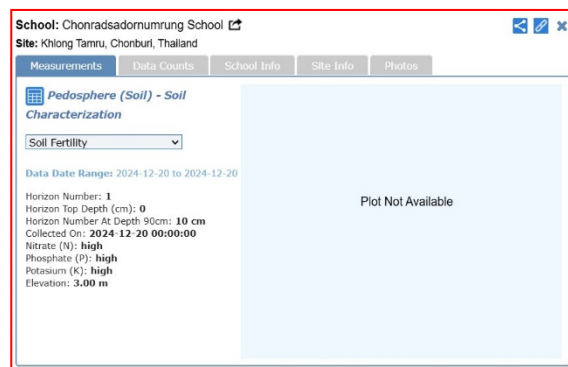 School: Chonradsadornumrung School
Site: Khlong Tamru, Chonburi, Thailand
Measurements Data Counts School Info Site Info Photos
Pedosphere (Soil) - Soil
Characterization
Soil Fertility
Data Date Range: 2024-12-20 to 2024-12-20
Horizon Number: 1
Horizon Top Depth (cm): 0
Horizon Number At Depth 90cm: 10 cm
Collected On: 2024-12-20 00:00:00
Nitrate (N): high
Phosphate (P): high
Potasium (K): high
Elevation: 3.00 m
Plot Not Available